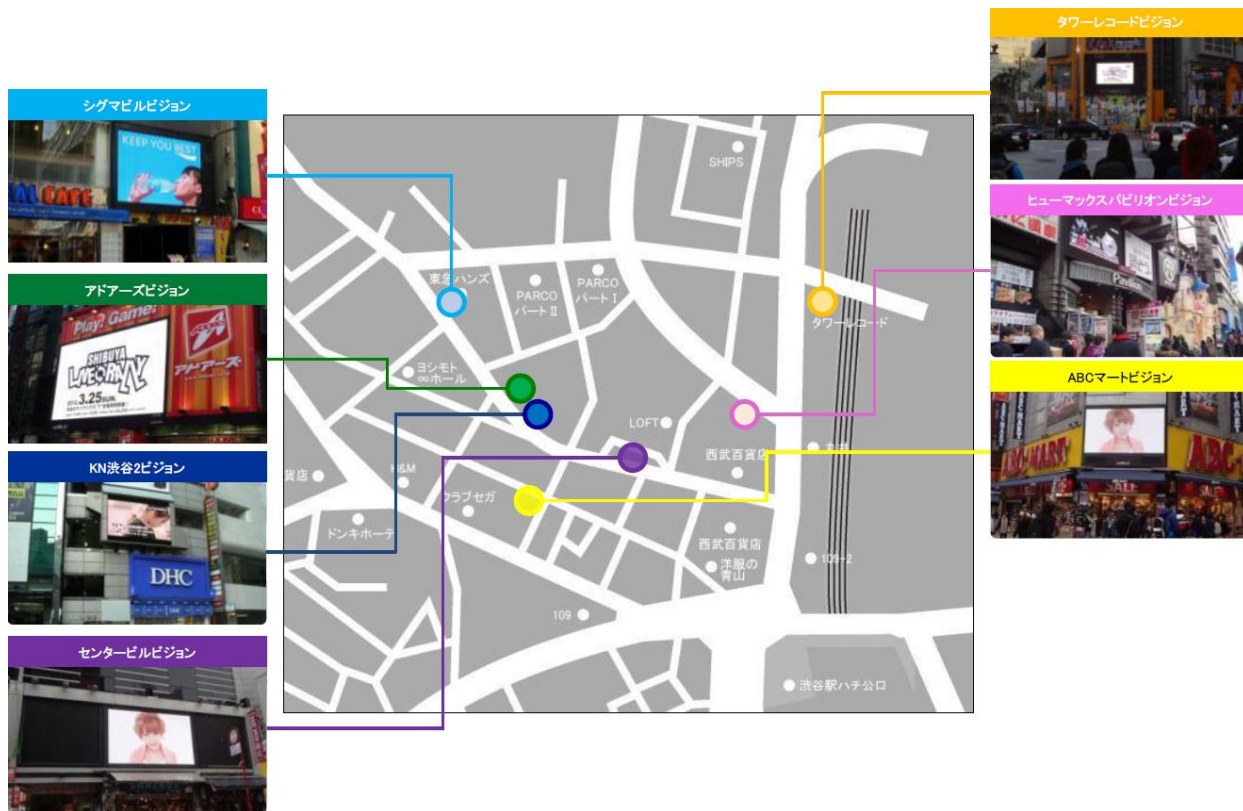 シグマビルビジョン
KEEP YOU BEST
アドアーズビジョン
Play! Game!
SHIBUYA
3.25SUN.
アドアーズ
KN渋谷2ビジョン
DHC
センタービルビジョン
SHIPS
東急ハンズ
PARCO
パートⅡ
PARCO
パートⅠ
タワーレコード
ヨシモト
∞ホール
LOFT
丸井
西武百貨店
H&M
貨店
クラブセガ
ドンキホーテ
西武百貨店
洋服の
青山
109-2
109
渋谷駅ハチ公口
タワーレコードビジョン
ヒューマックスパビリオンビジョン
Pavilion
ABCマートビジョン
ABC-MART
ABC-
SALE